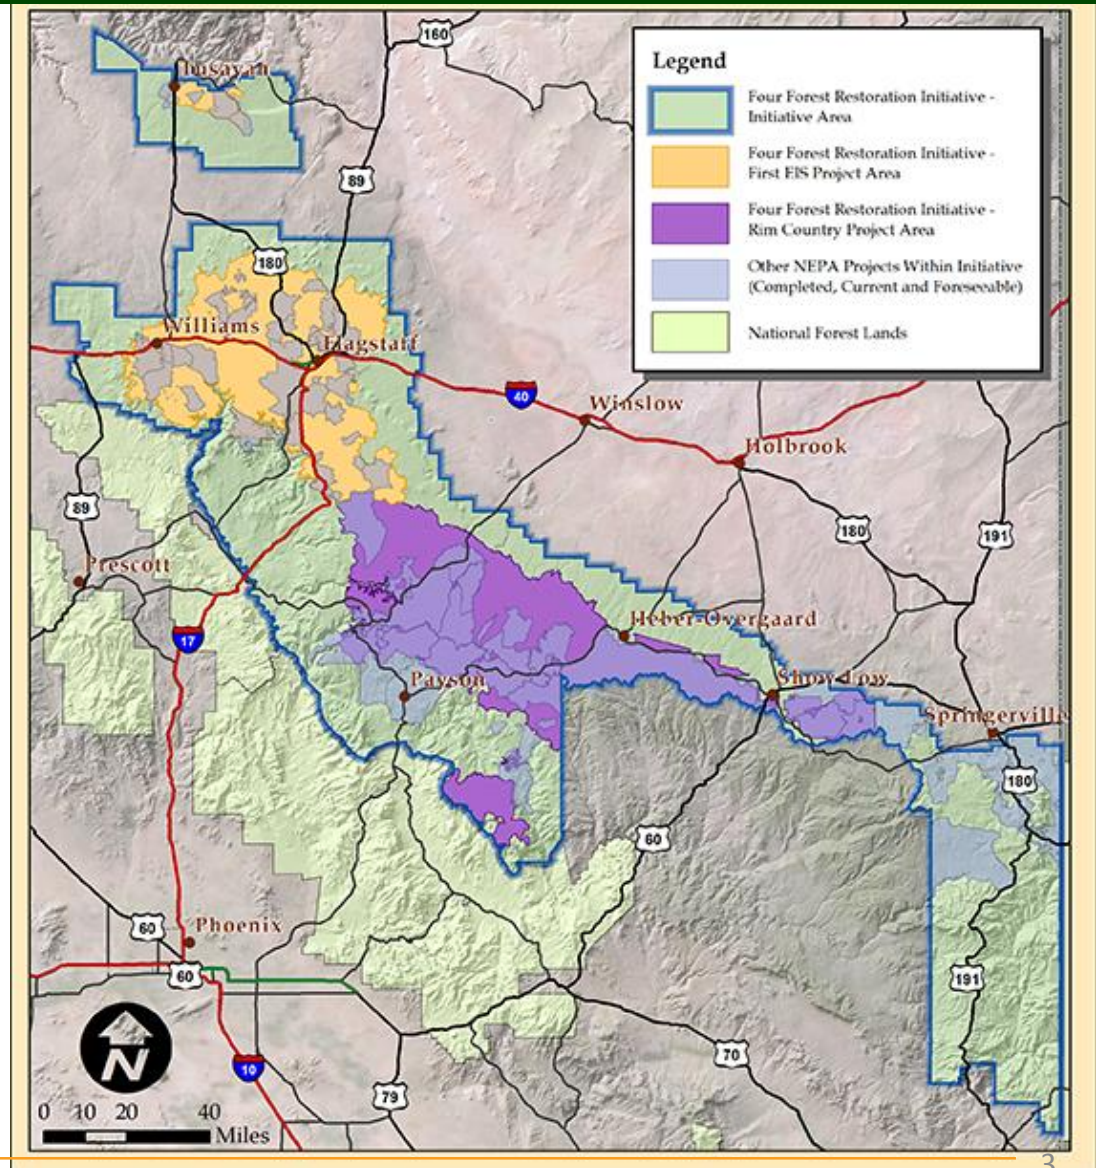 160
Legend
Four Forest Restoration Initiative -
Initiative Area
Four Forest Restoration Initiative -
First EIS Project Area
Four Forest Restoration Initiative -
Rim Country Project Area
Other NEPA Projects Within Initiative
(Completed, Current and Foreseeable)
National Forest Lands
Tusayan
89
180
Williams
Flagstaff
40
Winslow
Holbrook
89
180
191
Prescott
Heber-Overgaard
17
Payson
Show Low
Springerville
180
60
60
Phoenix
60
191
N
10
70
79
0 10 20 40
Miles
3